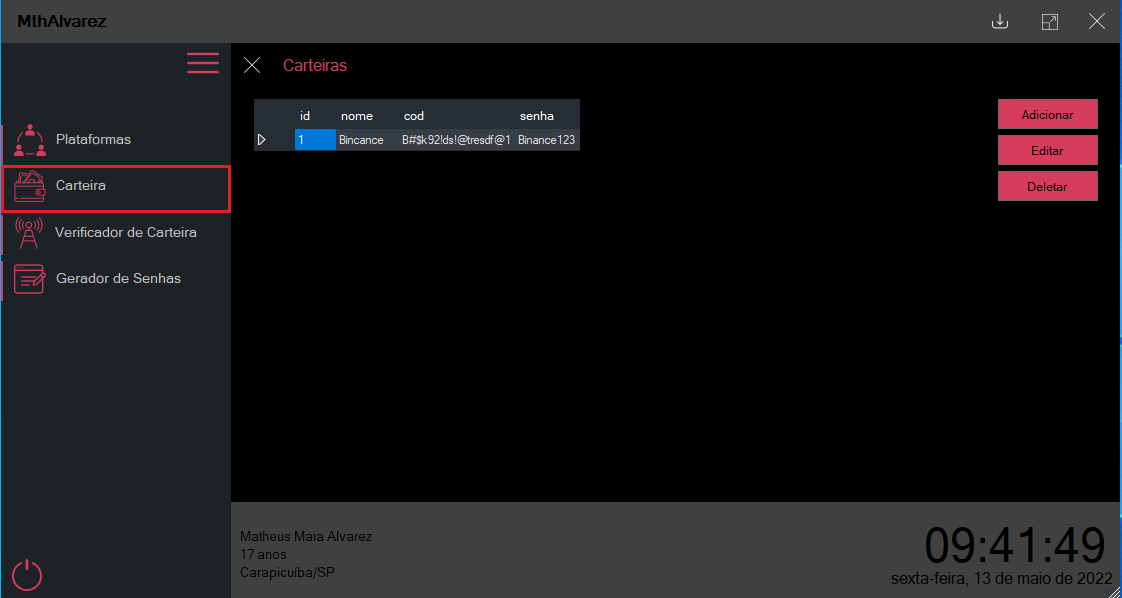 MthAlvarez
Plataformas
Carteira
Verificador de Carteira
Gerador de Senhas
Carteiras
id nome cod senha
1 Bincance B#$k92!ds!@tresdf@1 Binance123
Adicionar
Editar
Deletar
Matheus Maia Alvarez
17 anos
Carapicuíba/SP
09:41:49
sexta-feira, 13 de maio de 2022